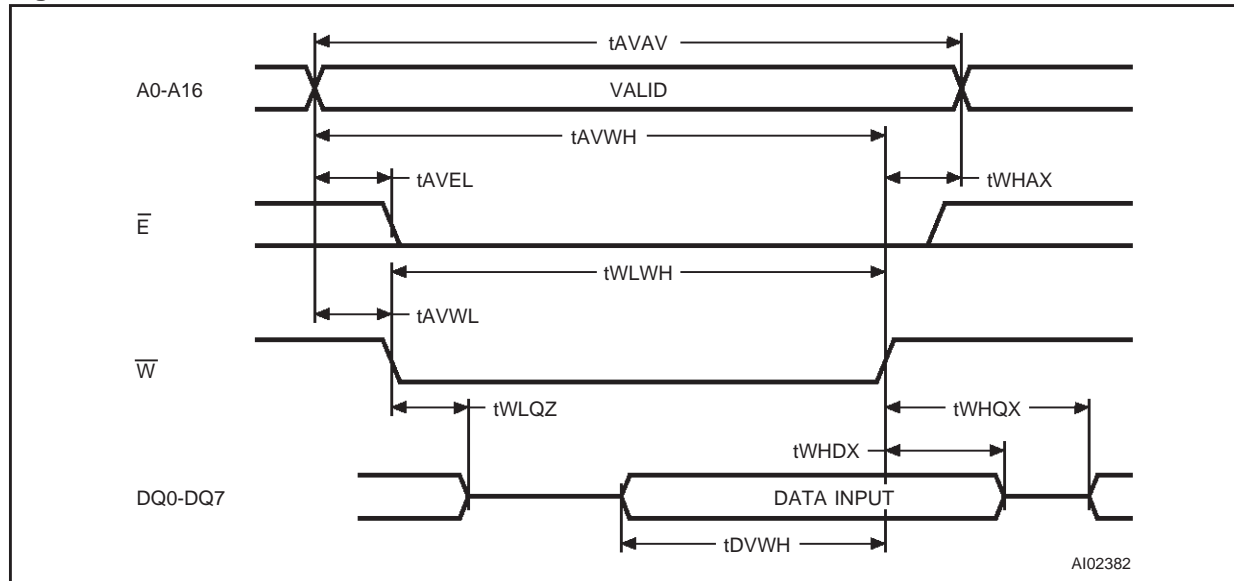 tAVAV
A0-A16
VALID
tAVWH
tAVEL
tWHAX
E̅
tWLWH
tAVWL
W̅
tWLQZ
tWHQX
tWHDX
DQ0-DQ7
DATA INPUT
tDVWH
AI02382